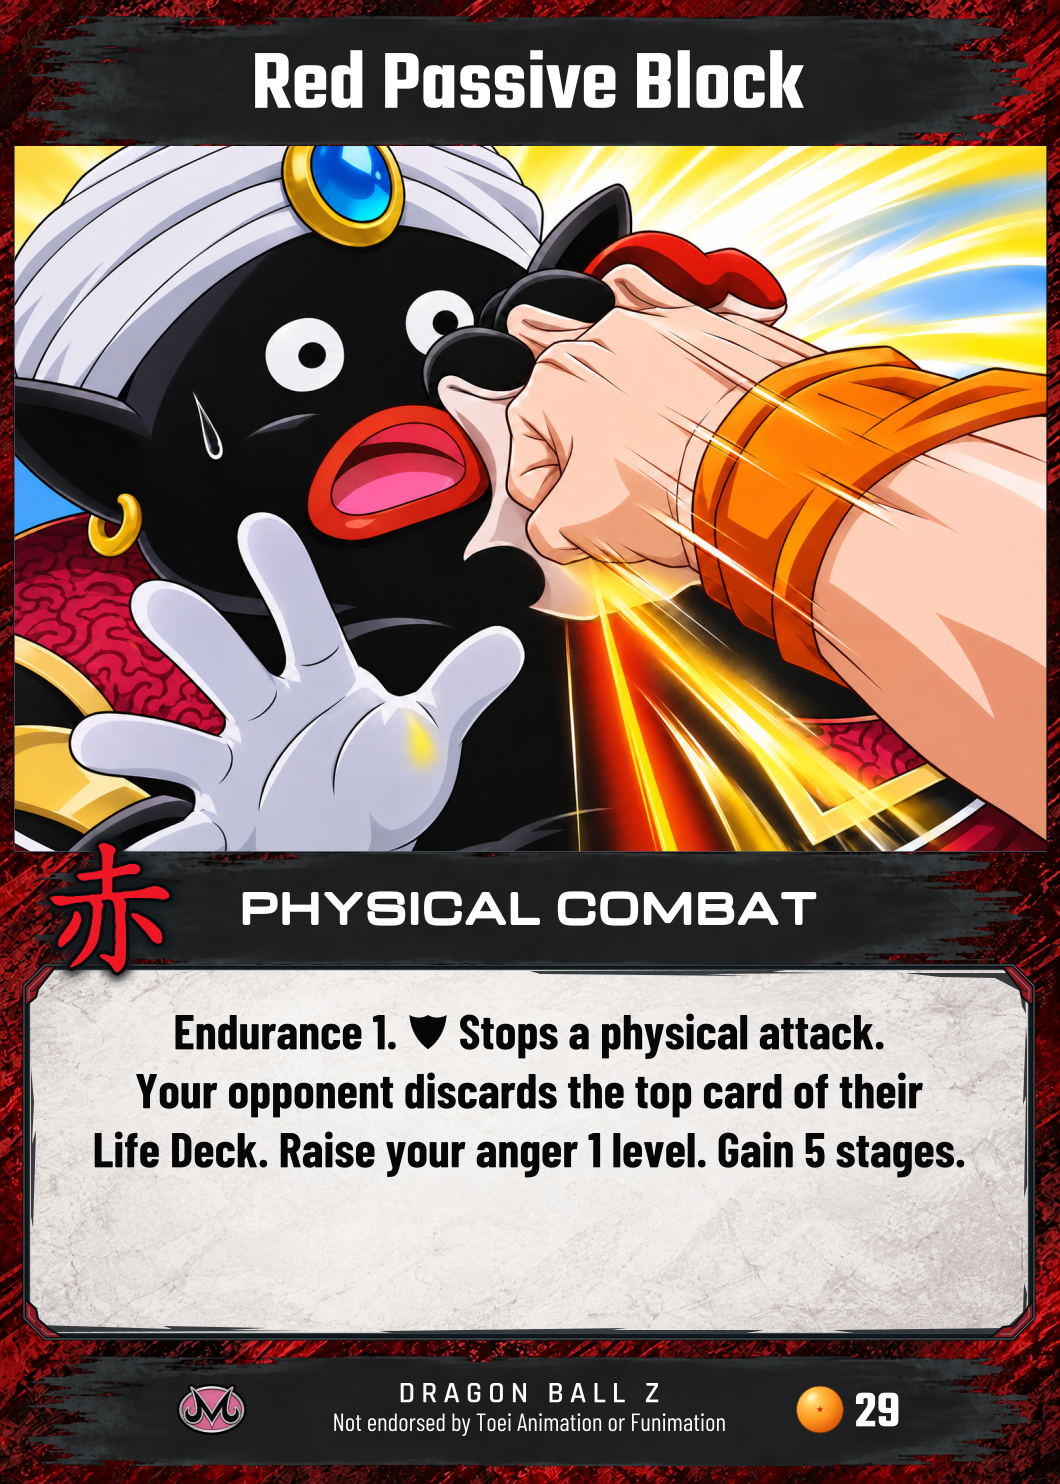 Red Passive Block
赤
PHYSICAL COMBAT
Endurance 1. Stops a physical attack.
Your opponent discards the top card of their
Life Deck. Raise your anger 1 level. Gain 5 stages.
DRAGON BALL Z
Not endorsed by Toei Animation or Funimation
29